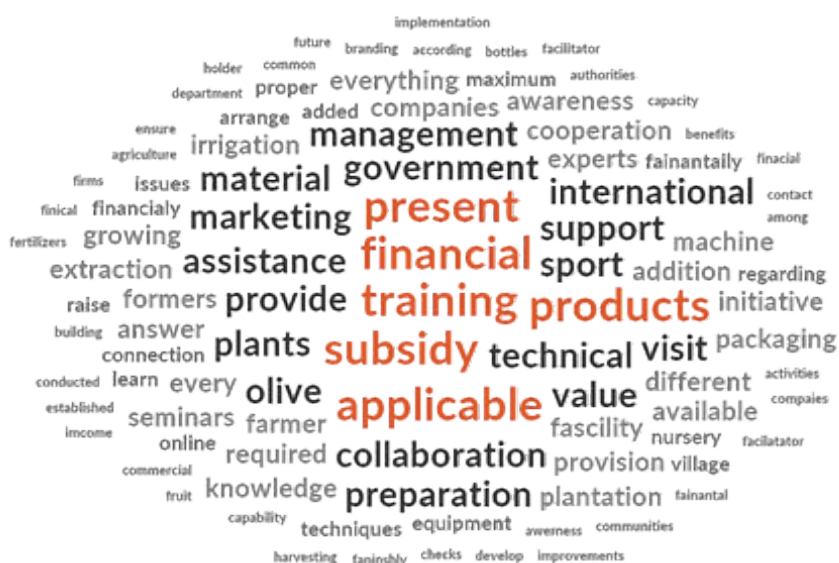 implementation
future branding according bottles facilitator
holder common
department proper everything maximum authorities
arrange added companies awareness capacity
ensure irrigation management cooperation benefits
agriculture government experts fainantaily finacial
firms issues material international contact
finical financialy marketing present support among
fertilizers growing machine
extraction assistance financial sport addition regarding
raise formers provide training products initiative
building answer plants packaging
connection subsidy technical visit
conducted learn every olive different activities
established applicable value available compaies
imcome seminars farmer fascility nursery facilatator
online required collaboration provision village
commercial
fruit knowledge preparation plantation fainantal
capability techniques equipment awerness communities
harvesting faninshly checks develop improvements